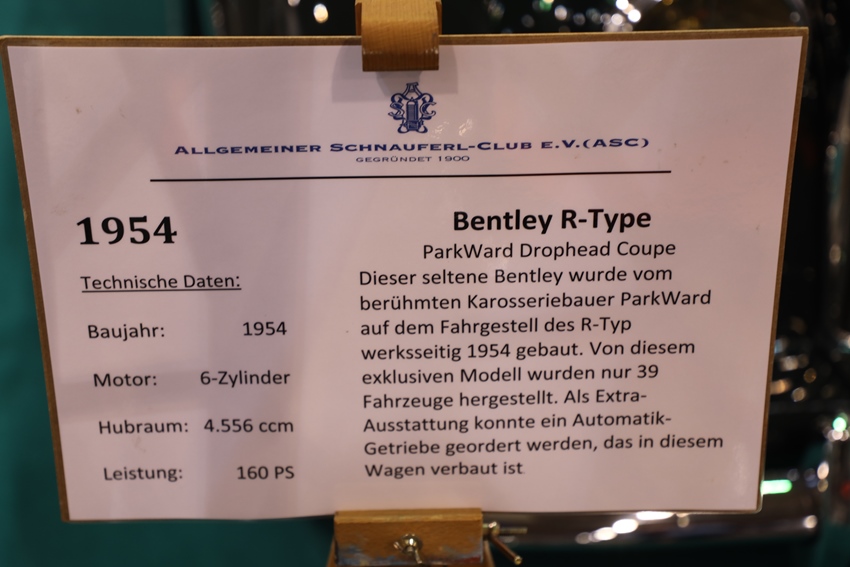 ALLGEMEINER SCHNAUFERL-CLUB E.V.(ASC)
GEGRÜNDET 1900
1954
Technische Daten:
Baujahr: 1954
Motor: 6-Zylinder
Hubraum: 4.556 ccm
Leistung: 160 PS
Bentley R-Type
ParkWard Drophead Coupe
Dieser seltene Bentley wurde vom
berühmten Karosseriebauer ParkWard
auf dem Fahrgestell des R-Typ
werksseitig 1954 gebaut. Von diesem
exklusiven Modell wurden nur 39
Fahrzeuge hergestellt. Als Extra-
Ausstattung konnte ein Automatik-
Getriebe geordert werden, das in diesem
Wagen verbaut ist